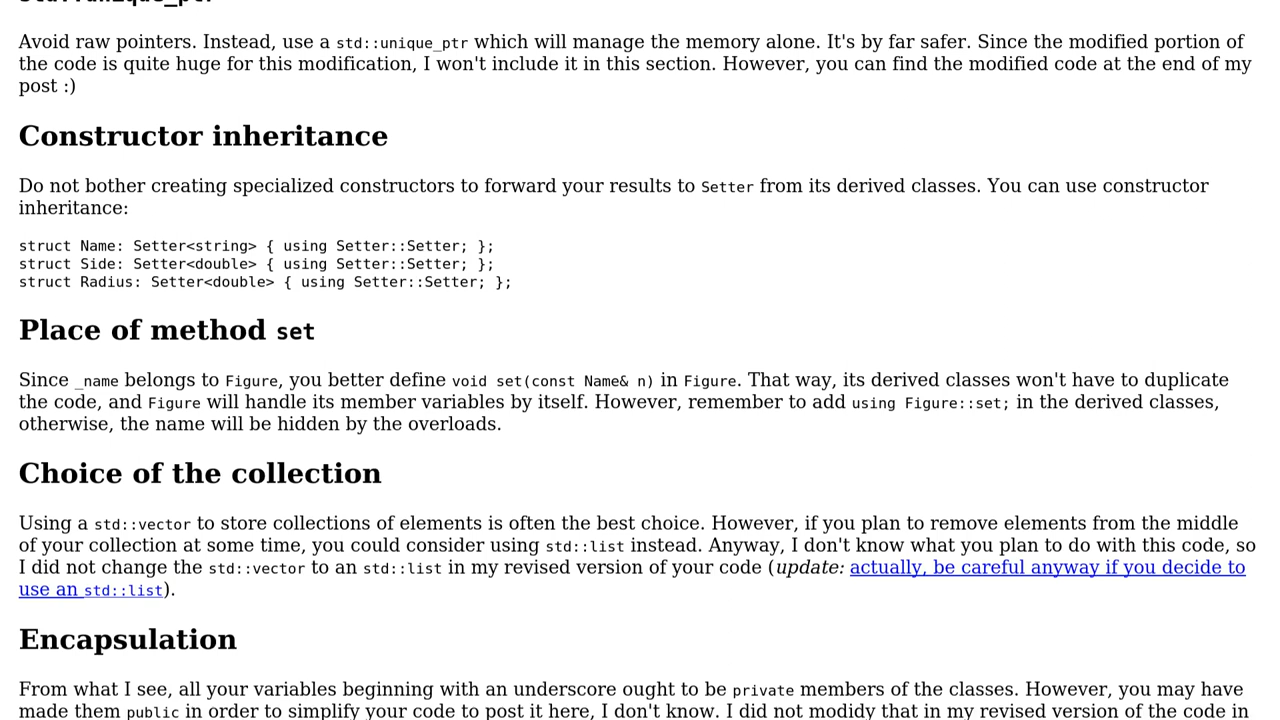 std::unique_ptr
Avoid raw pointers. Instead, use a std::unique_ptr which will manage the memory alone. It's by far safer. Since the modified portion of
the code is quite huge for this modification, I won't include it in this section. However, you can find the modified code at the end of my
post :)
Constructor inheritance
Do not bother creating specialized constructors to forward your results to Setter from its derived classes. You can use constructor
inheritance:
struct Name: Setter<string> { using Setter::Setter; };
struct Side: Setter<double> { using Setter::Setter; };
struct Radius: Setter<double> { using Setter::Setter; };
Place of method set
Since _name belongs to Figure, you better define void set(const Name& n) in Figure. That way, its derived classes won't have to duplicate
the code, and Figure will handle its member variables by itself. However, remember to add using Figure::set; in the derived classes,
otherwise, the name will be hidden by the overloads.
Choice of the collection
Using a std::vector to store collections of elements is often the best choice. However, if you plan to remove elements from the middle
of your collection at some time, you could consider using std::list instead. Anyway, I don't know what you plan to do with this code, so
I did not change the std::vector to an std::list in my revised version of your code (update: actually, be careful anyway if you decide to
use an std::list).
Encapsulation
From what I see, all your variables beginning with an underscore ought to be private members of the classes. However, you may have
made them public in order to simplify your code to post it here, I don't know. I did not modidy that in my revised version of the code in